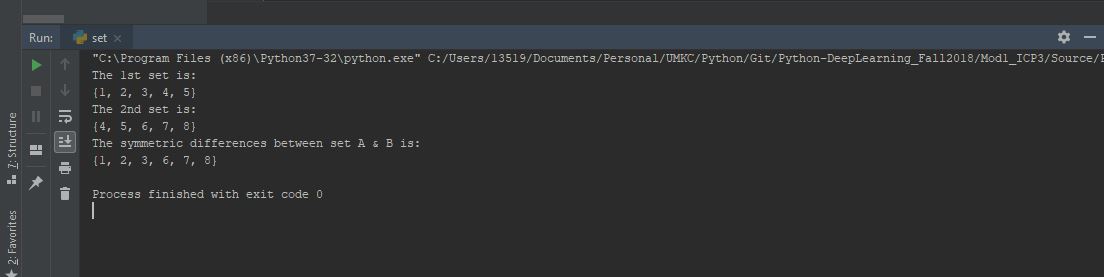 Run: set
"C:\Program Files (x86)\Python37-32\python.exe" C:/Users/13519/Documents/Personal/UMKC/Python/Git/Python-DeepLearning_Fall2018/Mod1_ICP3/Source/
The 1st set is:
{1, 2, 3, 4, 5}
The 2nd set is:
{4, 5, 6, 7, 8}
The symmetric differences between set A & B is:
{1, 2, 3, 6, 7, 8}
Process finished with exit code 0
7: Structure
2: Favorites